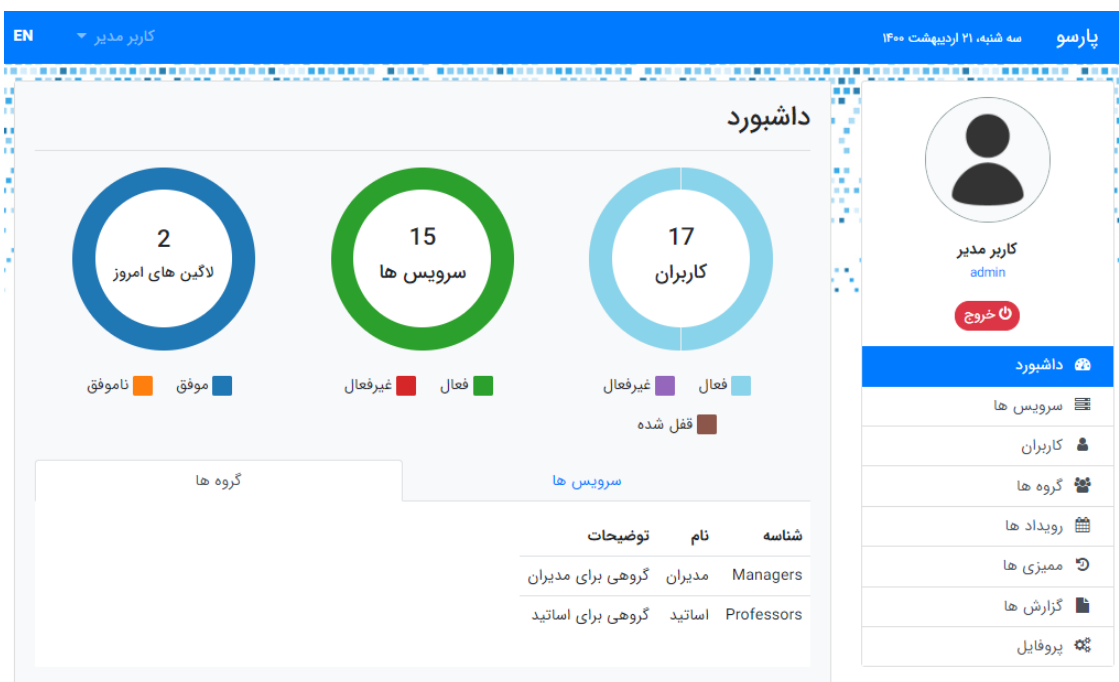 پارسو
سه شنبه، ۲۱ اردیبهشت ۱۴۰۰
کاربر مدیر
EN
کاربر مدیر
admin
خروج
داشبورد
سرویس ها
کاربران
گروه ها
رویداد ها
ممیزی ها
گزارش ها
پروفایل
داشبورد
17
کاربران
فعال
غیرفعال
قفل شده
15
سرویس ها
فعال
غیرفعال
2
لاگین های امروز
موفق
ناموفق
سرویس ها
گروه ها
شناسه نام توضیحات
Managers مدیران گروهی برای مدیران
Professors اساتید گروهی برای اساتید